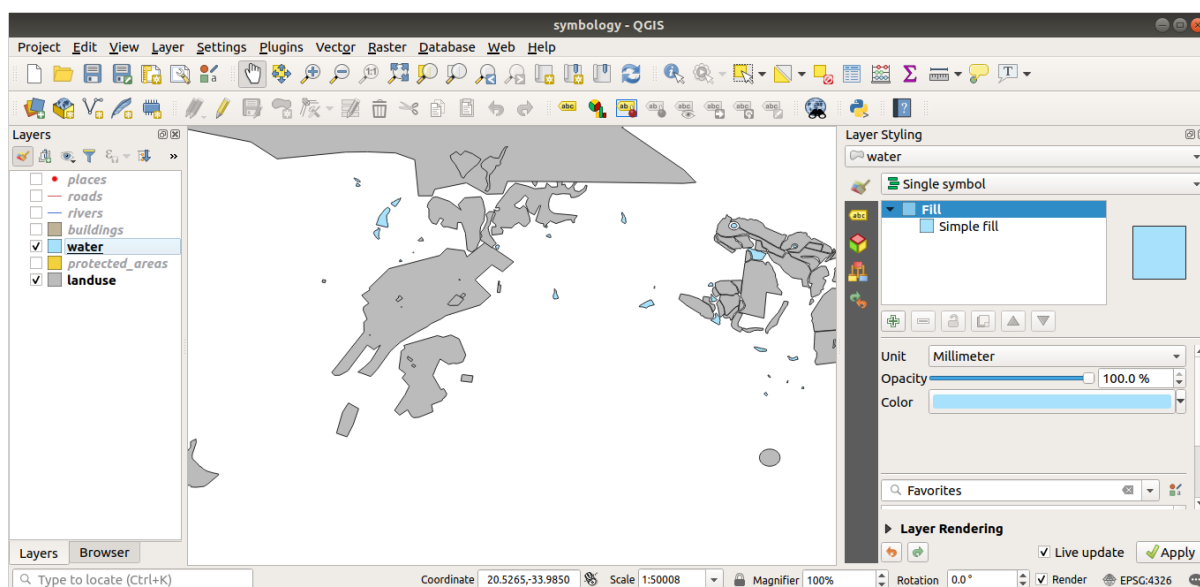 symbology - QGIS
Project Edit View Layer Settings Plugins Vector Raster Database Web Help
Layers
places
roads
rivers
buildings
water
protected_areas
landuse
Layers Browser
Layer Styling
water
Single symbol
Fill
Simple fill
Unit Millimeter
Opacity 100.0 %
Color
Favorites
Layer Rendering
Live update Apply
Type to locate (Ctrl+K) Coordinate 20.5265,-33.9850 Scale 1:50008 Magnifier 100% Rotation 0.0° Render EPSG:4326